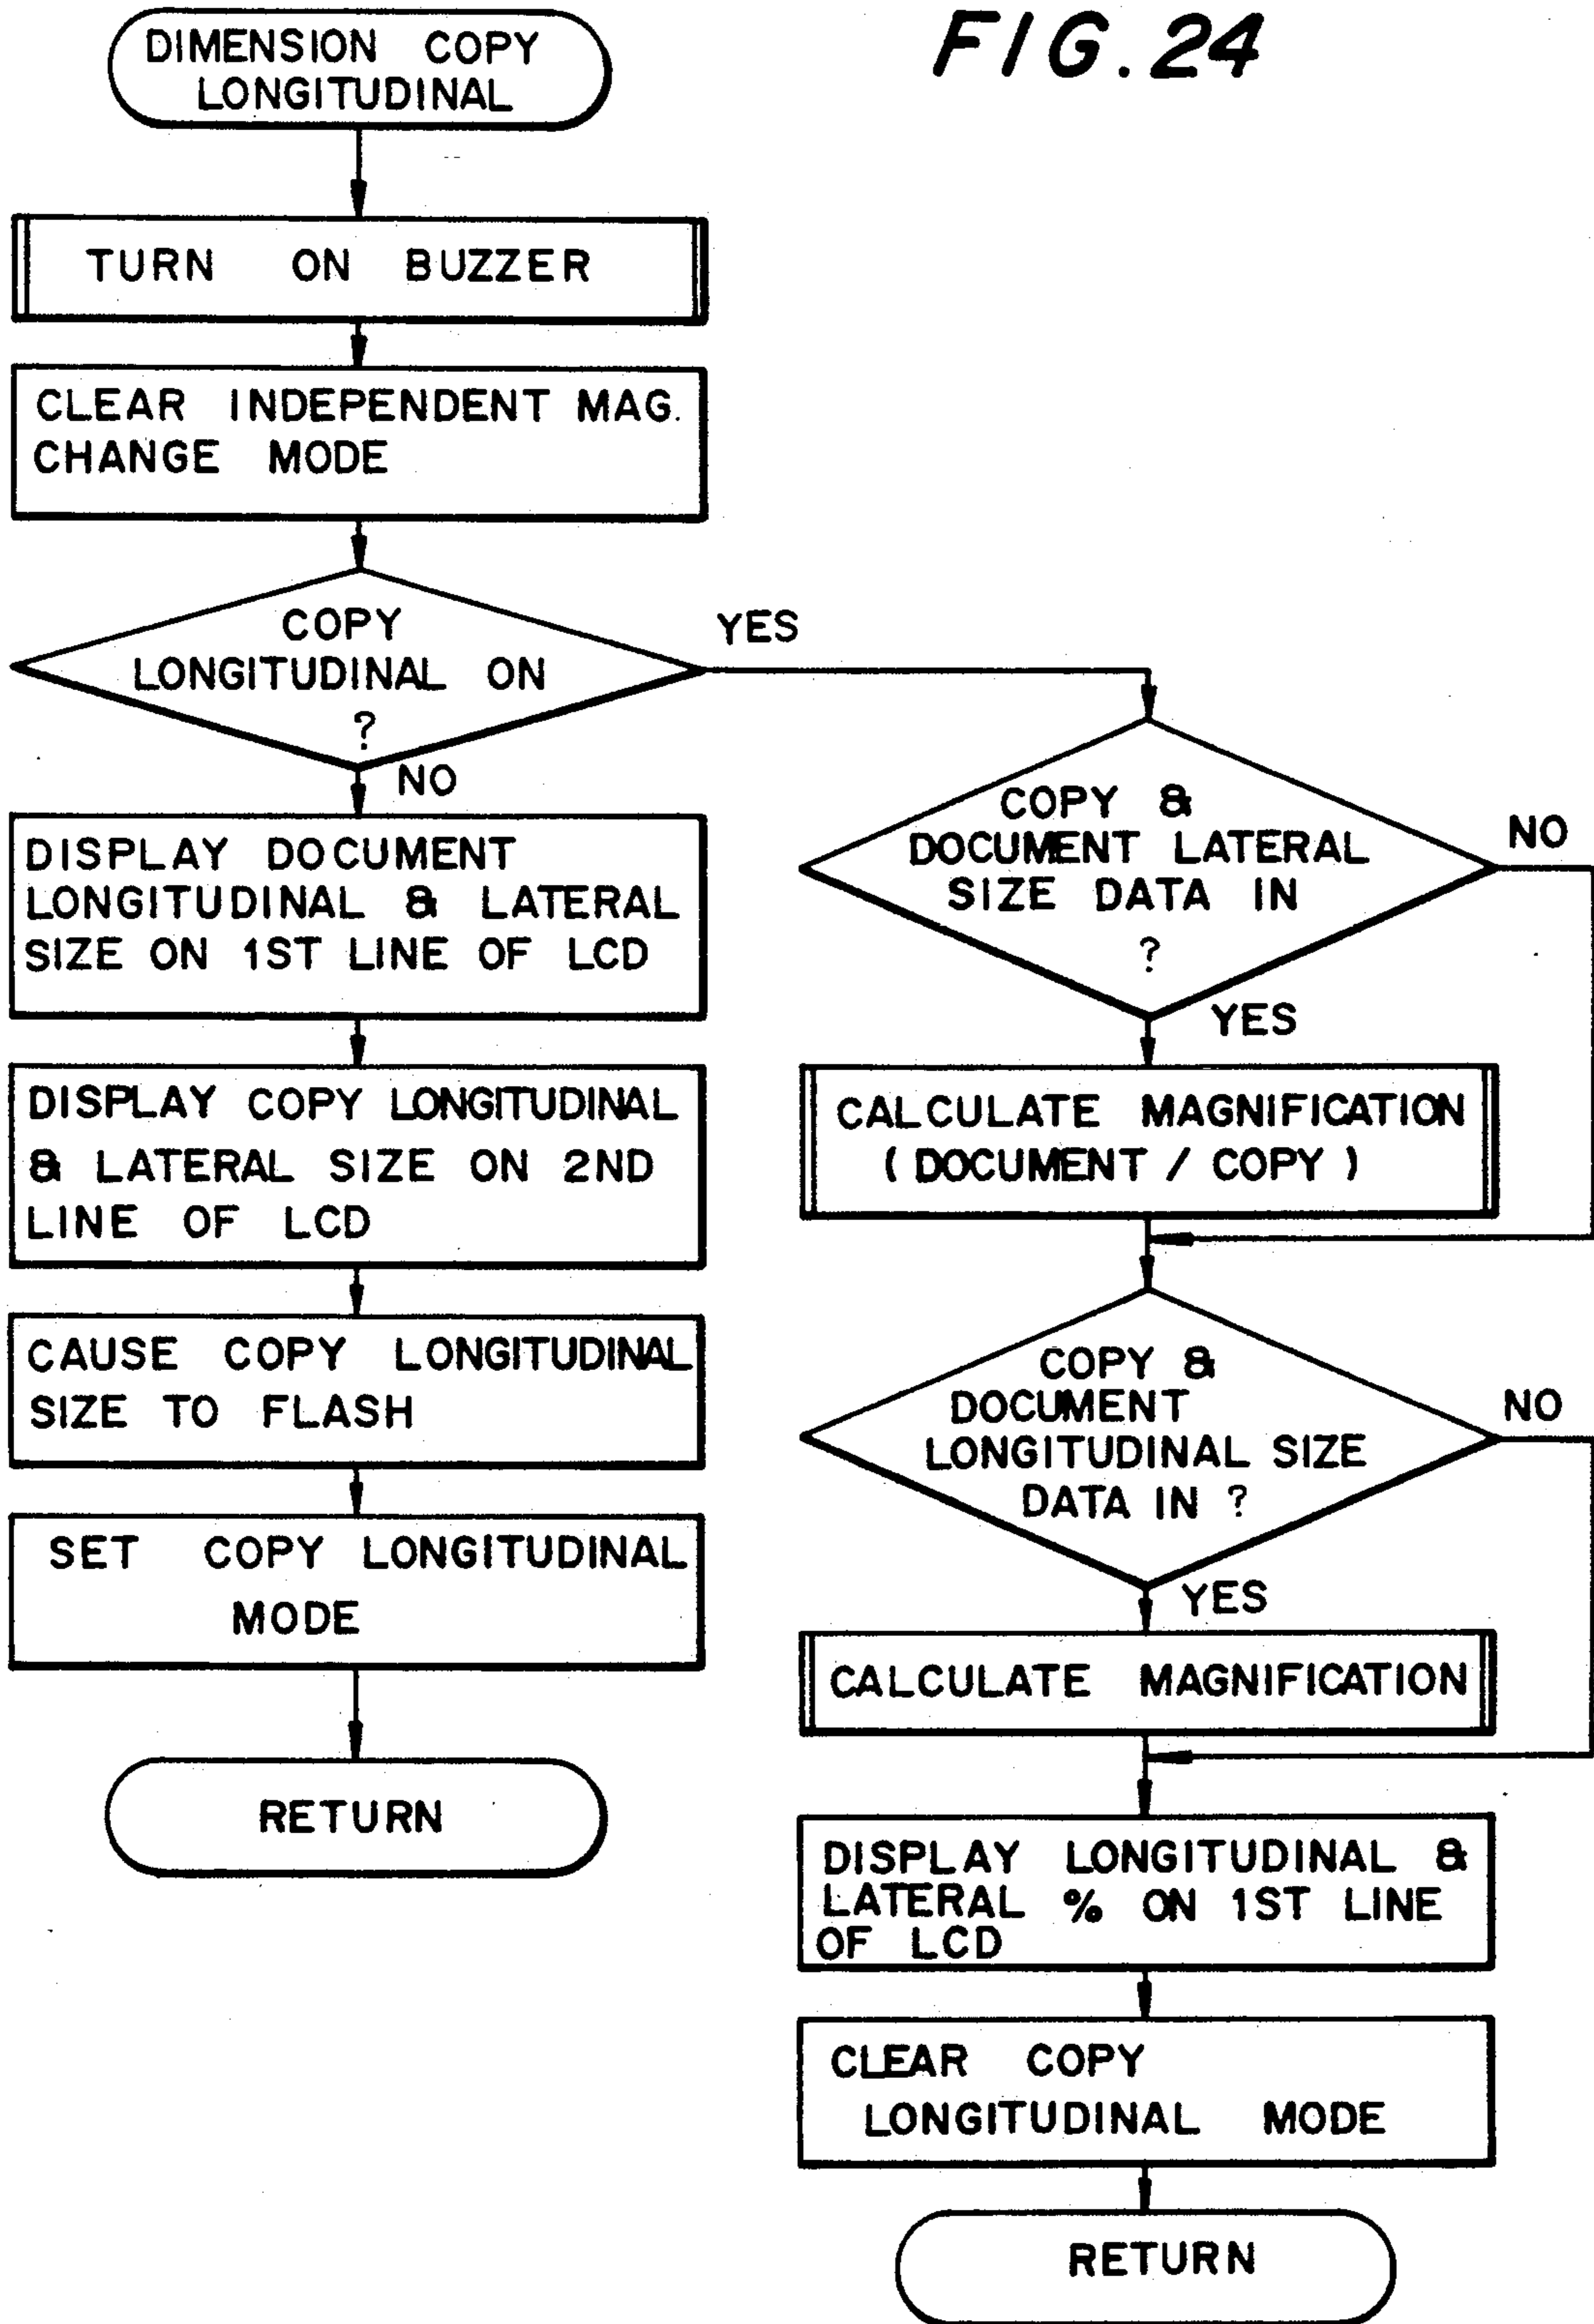 FIG. 24
DIMENSION COPY
LONGITUDINAL
TURN ON BUZZER
CLEAR INDEPENDENT MAG.
CHANGE MODE
COPY
LONGITUDINAL ON
?
YES
NO
DISPLAY DOCUMENT
LONGITUDINAL & LATERAL
SIZE ON 1ST LINE OF LCD
DISPLAY COPY LONGITUDINAL
& LATERAL SIZE ON 2ND
LINE OF LCD
CAUSE COPY LONGITUDINAL
SIZE TO FLASH
SET COPY LONGITUDINAL
MODE
RETURN
COPY &
DOCUMENT LATERAL
SIZE DATA IN
?
NO
YES
CALCULATE MAGNIFICATION
( DOCUMENT / COPY )
COPY &
DOCUMENT
LONGITUDINAL SIZE
DATA IN ?
NO
YES
CALCULATE MAGNIFICATION
DISPLAY LONGITUDINAL &
LATERAL % ON 1ST LINE
OF LCD
CLEAR COPY
LONGITUDINAL MODE
RETURN